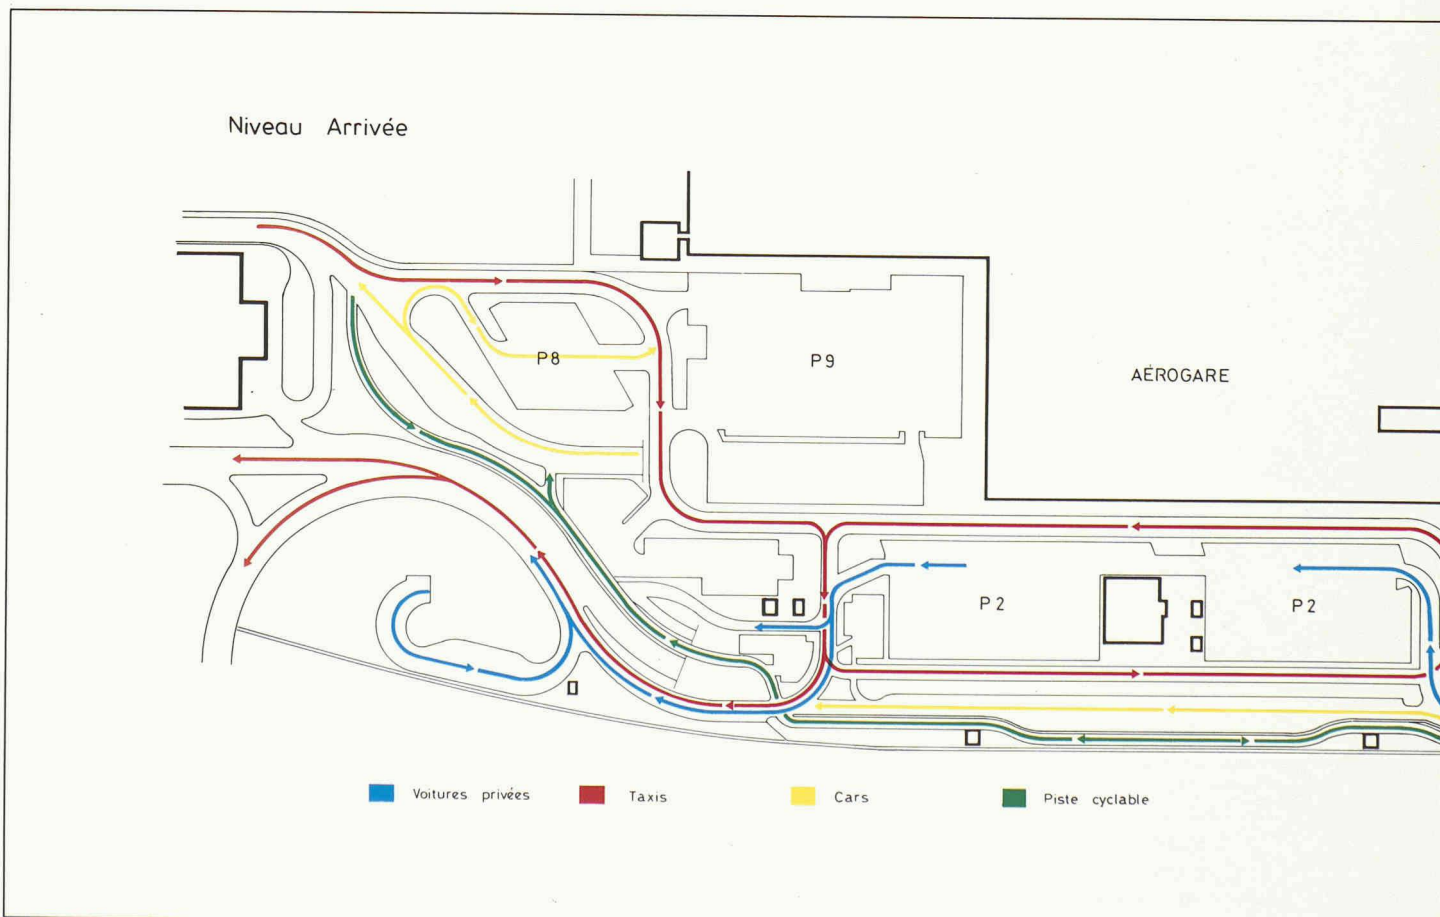 Niveau Arrivée
P8
P9
AÉROGARE
P2
P2
Voitures privées
Taxis
Cars
Piste cyclable